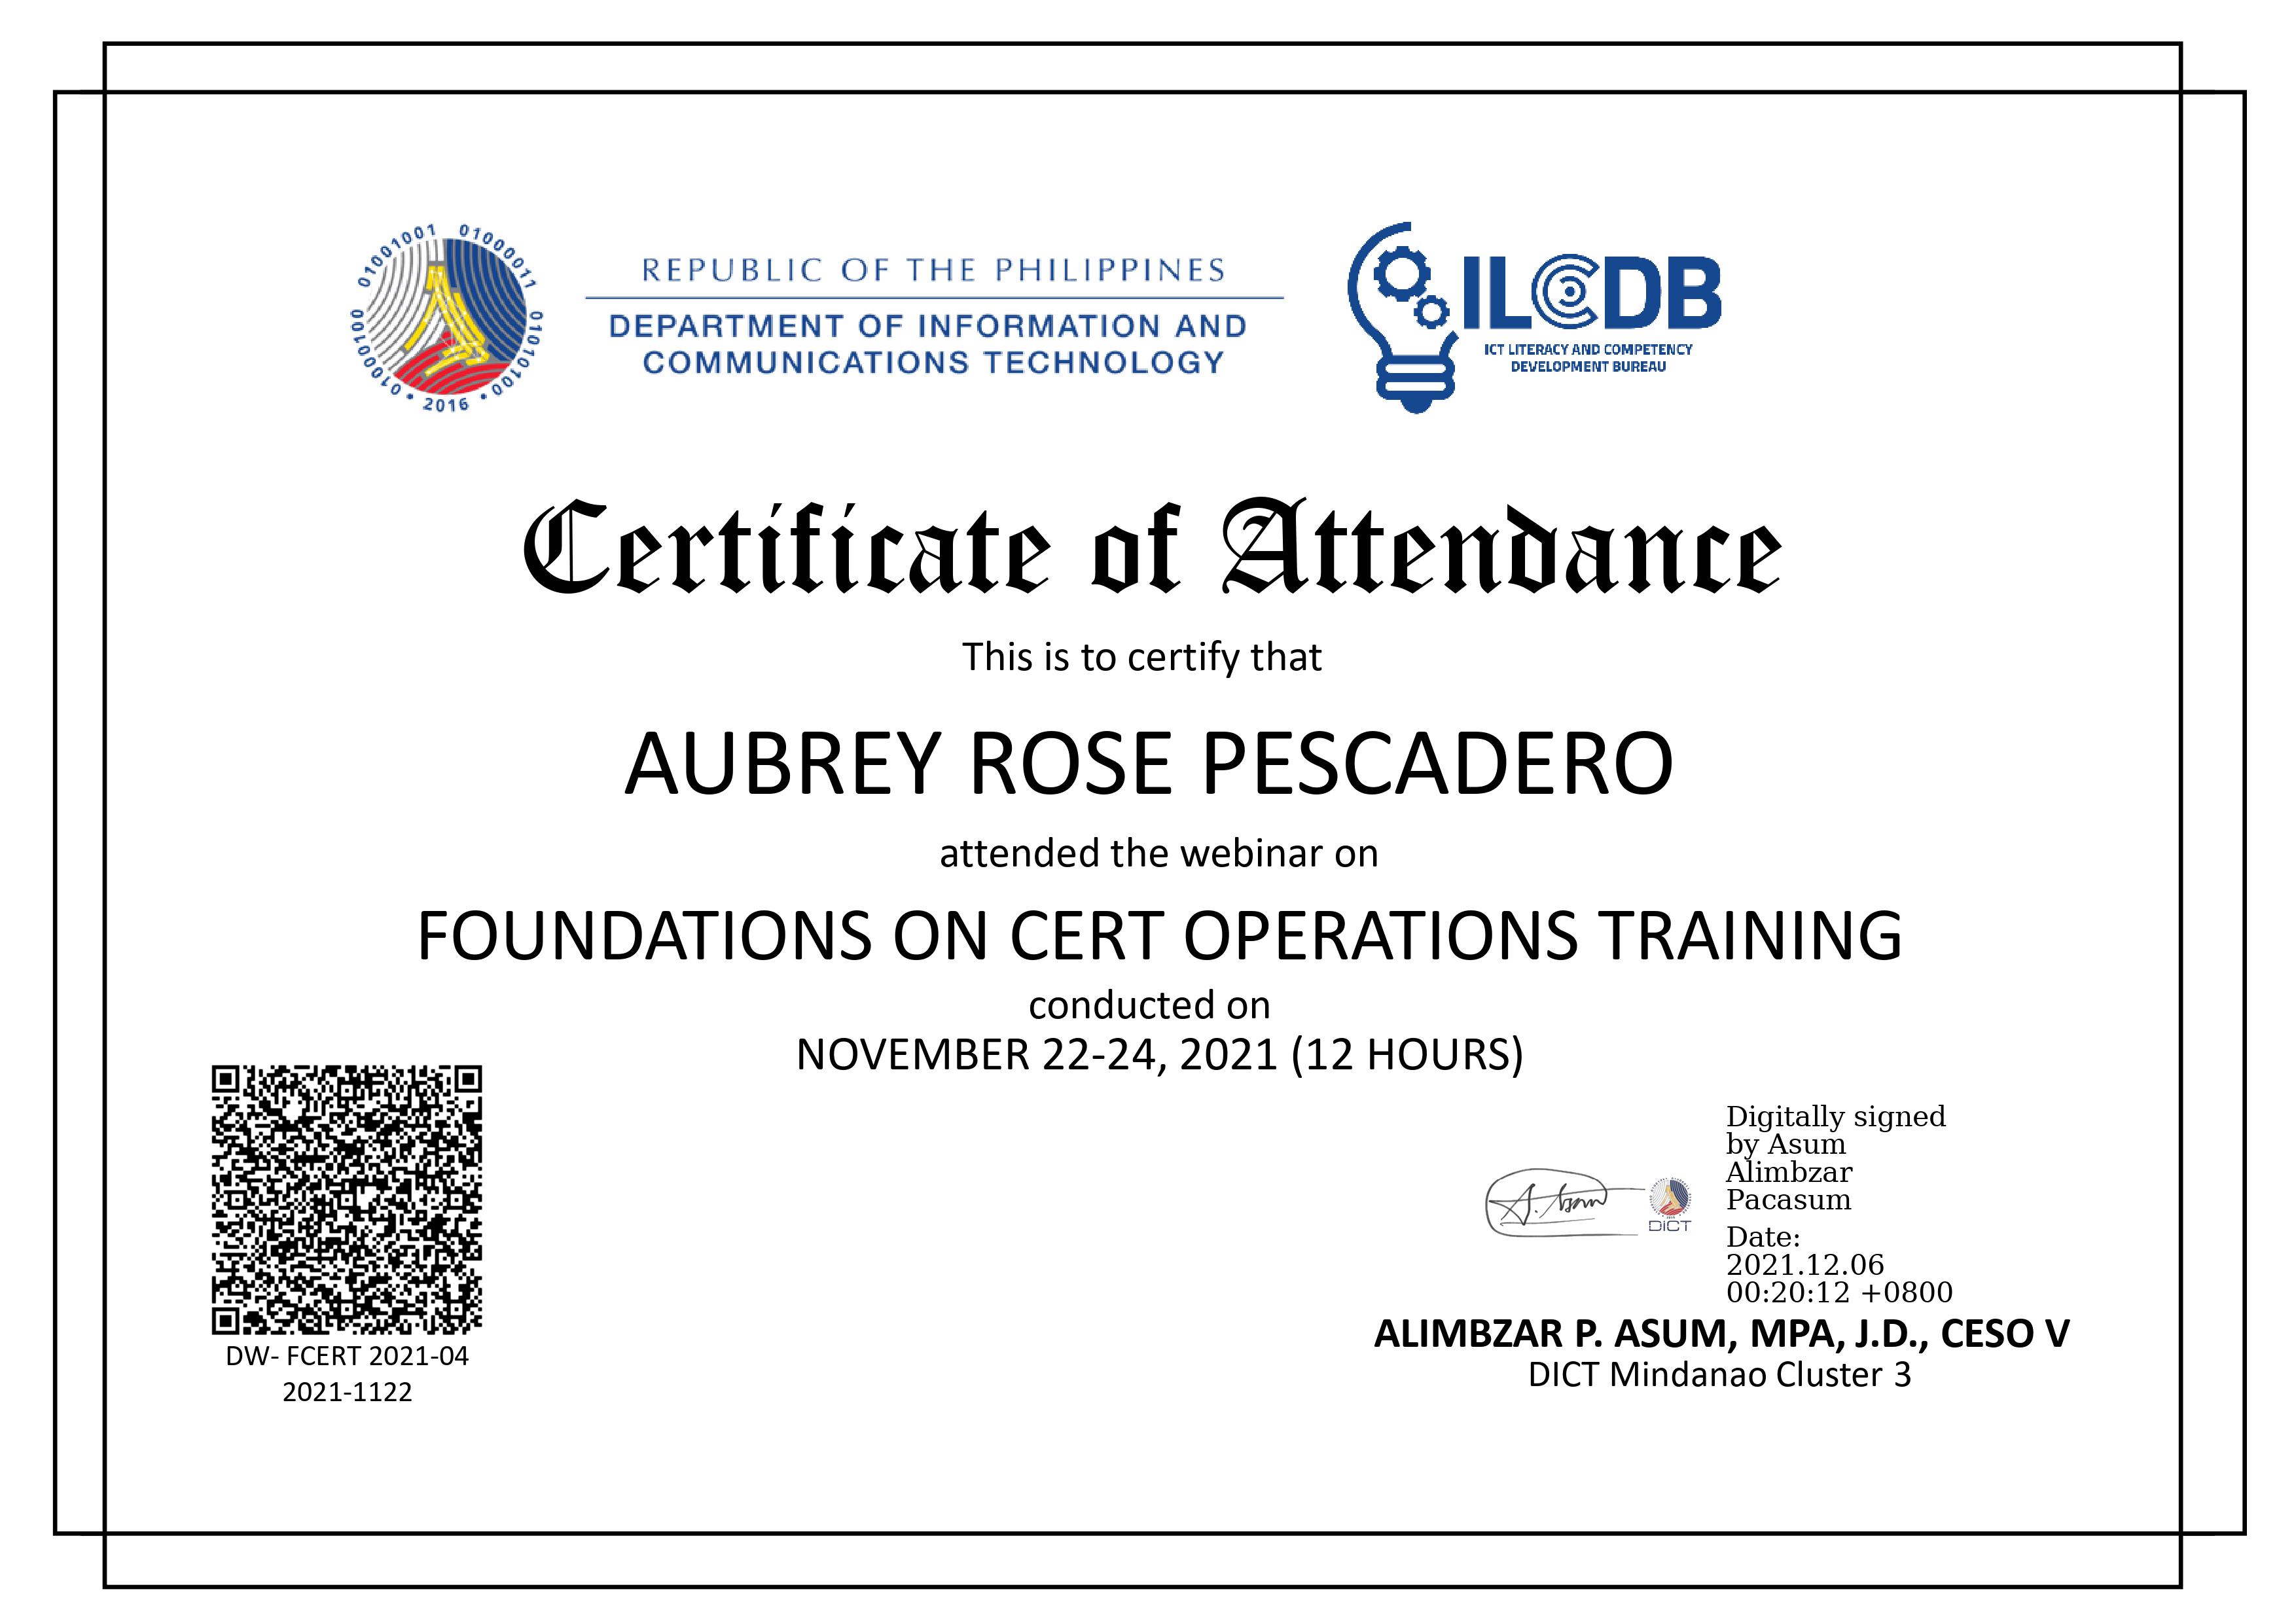 01001001 01000011 01010100 01000100 • 2016 •
REPUBLIC OF THE PHILIPPINES
DEPARTMENT OF INFORMATION AND
COMMUNICATIONS TECHNOLOGY
ILCDB
ICT LITERACY AND COMPETENCY
DEVELOPMENT BUREAU
Certificate of Attendance
This is to certify that
AUBREY ROSE PESCADERO
attended the webinar on
FOUNDATIONS ON CERT OPERATIONS TRAINING
conducted on
NOVEMBER 22-24, 2021 (12 HOURS)
DW- FCERT 2021-04
2021-1122
A. Asum
DICT
Digitally signed
by Asum
Alimbzar
Pacasum
Date:
2021.12.06
00:20:12 +0800
ALIMBZAR P. ASUM, MPA, J.D., CESO V
DICT Mindanao Cluster 3